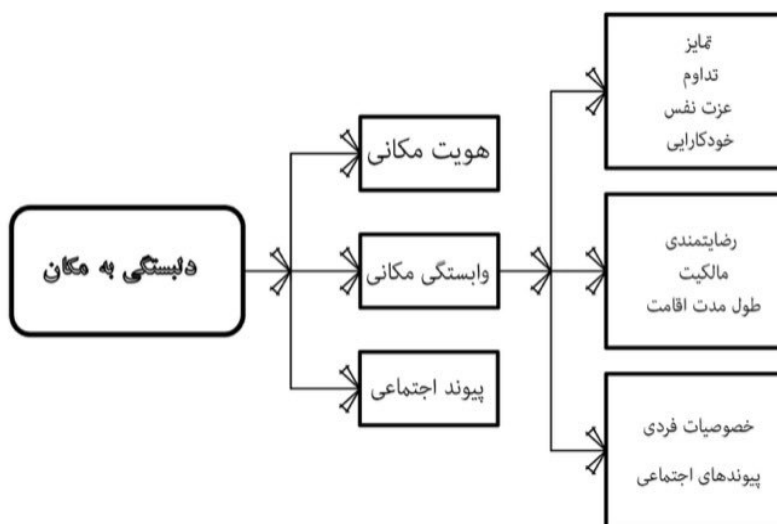 دلبستگی به مکان
هویت مکانی
وابستگی مکانی
پیوند اجتماعی
تمایز
تداوم
عزت نفس
خودکارایی
رضایتمندی
مالکیت
طول مدت اقامت
خصوصیات فردی
پیوندهای اجتماعی